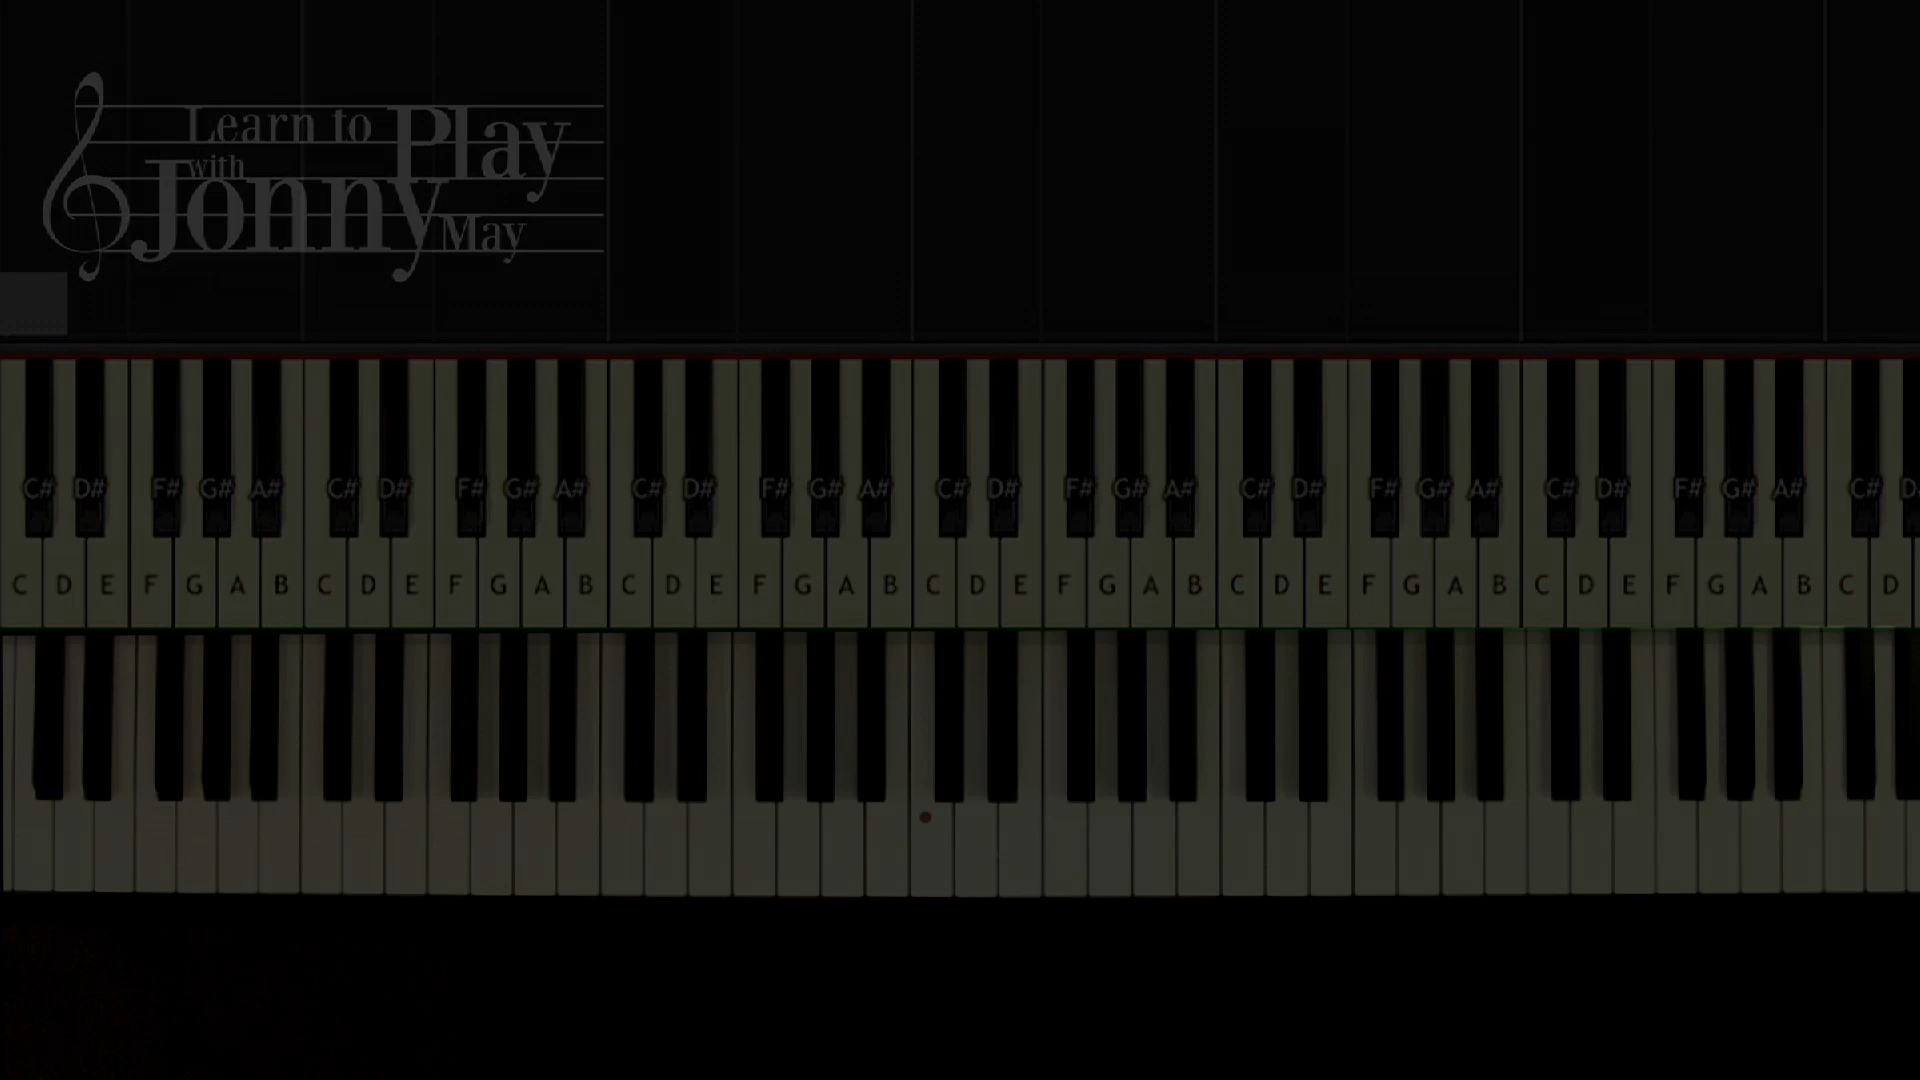 Learn to Play
with
Jonny May
C# D# F# G# A# C# D# F# G# A# C# D# F# G# A# C# D# F# G# A# C# D# F# G# A# C# D# F# G# A# C#
C D E F G A B C D E F G A B C D E F G A B C D E F G A B C D E F G A B C D E F G A B C D